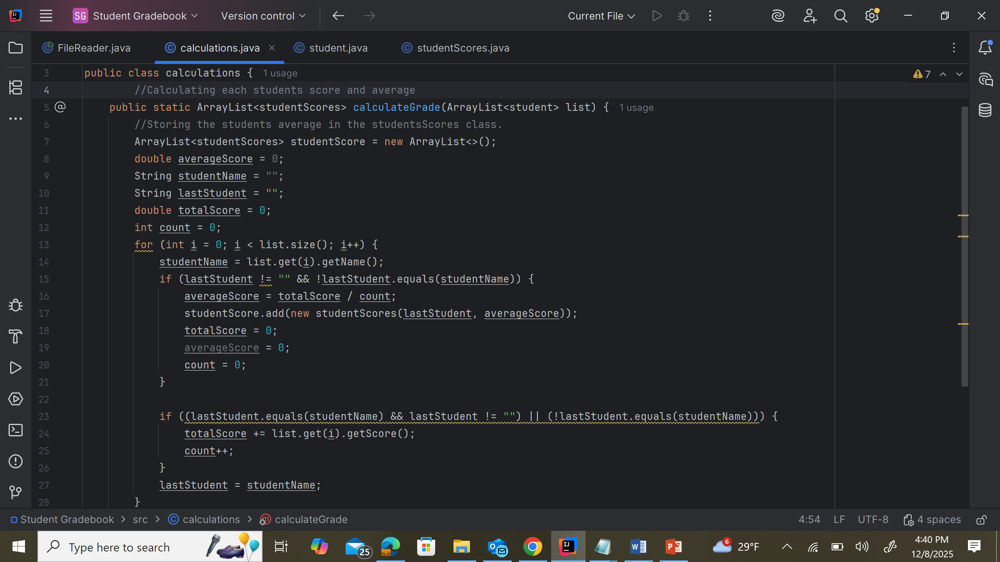 IJ
SG Student Gradebook Version control Current File
FileReader.java calculations.java student.java studentScores.java
3 public class calculations { 1 usage 7
4 //Calculating each students score and average
5 @ public static ArrayList<studentScores> calculateGrade(ArrayList<student> list) { 1 usage
6 //Storing the students average in the studentsScores class.
7 ArrayList<studentScores> studentScore = new ArrayList<>();
8 double averageScore = 0;
9 String studentName = "";
10 String lastStudent = "";
11 double totalScore = 0;
12 int count = 0;
13 for (int i = 0; i < list.size(); i++) {
14 studentName = list.get(i).getName();
15 if (lastStudent != "" && !lastStudent.equals(studentName)) {
16 averageScore = totalScore / count;
17 studentScore.add(new studentScores(lastStudent, averageScore));
18 totalScore = 0;
19 averageScore = 0;
20 count = 0;
21 }
22
23 if ((lastStudent.equals(studentName) && lastStudent != "") || (!lastStudent.equals(studentName))) {
24 totalScore += list.get(i).getScore();
25 count++;
26 }
27 lastStudent = studentName;
28 }
Student Gradebook > src > calculations > calculateGrade 4:54 LF UTF-8 4 spaces
Type here to search 25 6 29°F 4:40 PM
12/8/2025